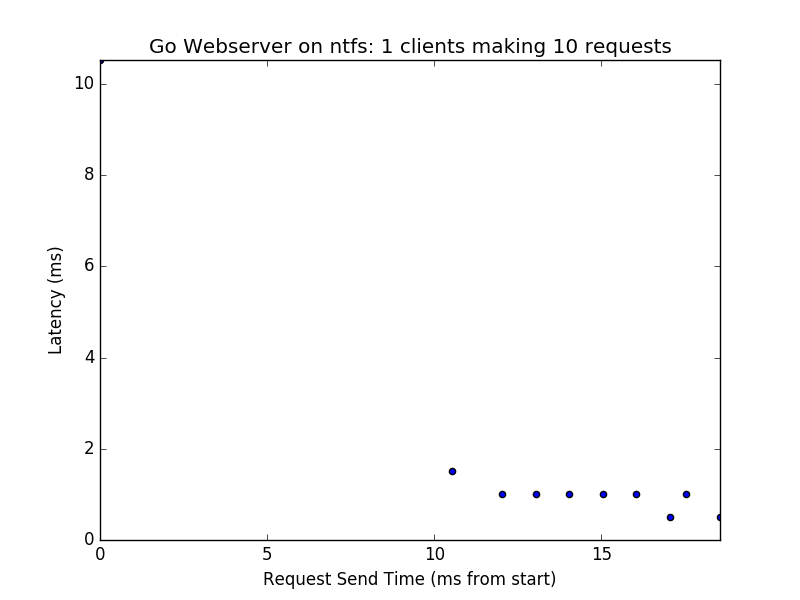 Go Webserver on ntfs: 1 clients making 10 requests
10
8
6
4
2
0
Latency (ms)
0 5 10 15
Request Send Time (ms from start)